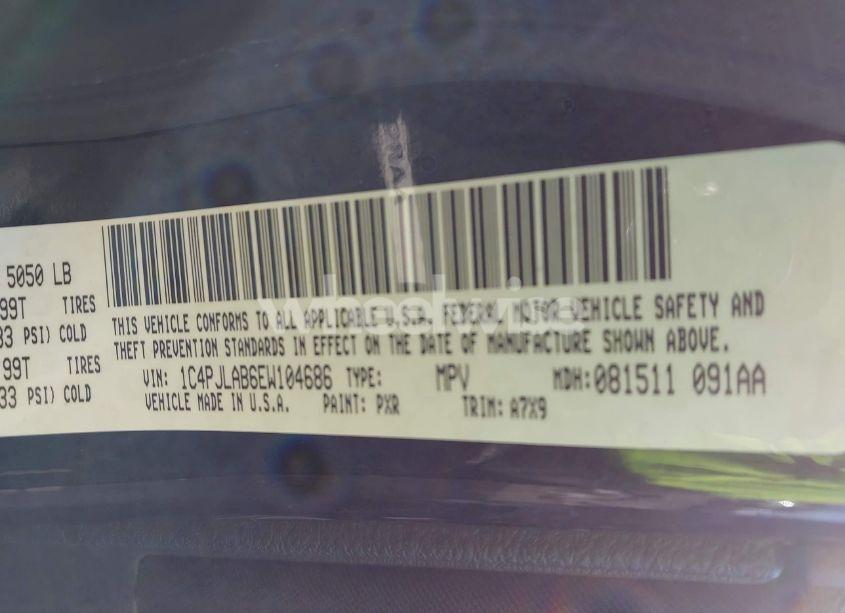 5050 LB
99T TIRES
33 PSI) COLD
99T TIRES
33 PSI) COLD
THIS VEHICLE CONFORMS TO ALL APPLICABLE U.S.A. FEDERAL MOTOR VEHICLE SAFETY AND
THEFT PREVENTION STANDARDS IN EFFECT ON THE DATE OF MANUFACTURE SHOWN ABOVE.
VIN: 1C4PJLAB6EW104686 TYPE: MPV MDH: 081511 091AA
VEHICLE MADE IN U.S.A. PAINT: PXR TRIM: A7X9
wheelwise